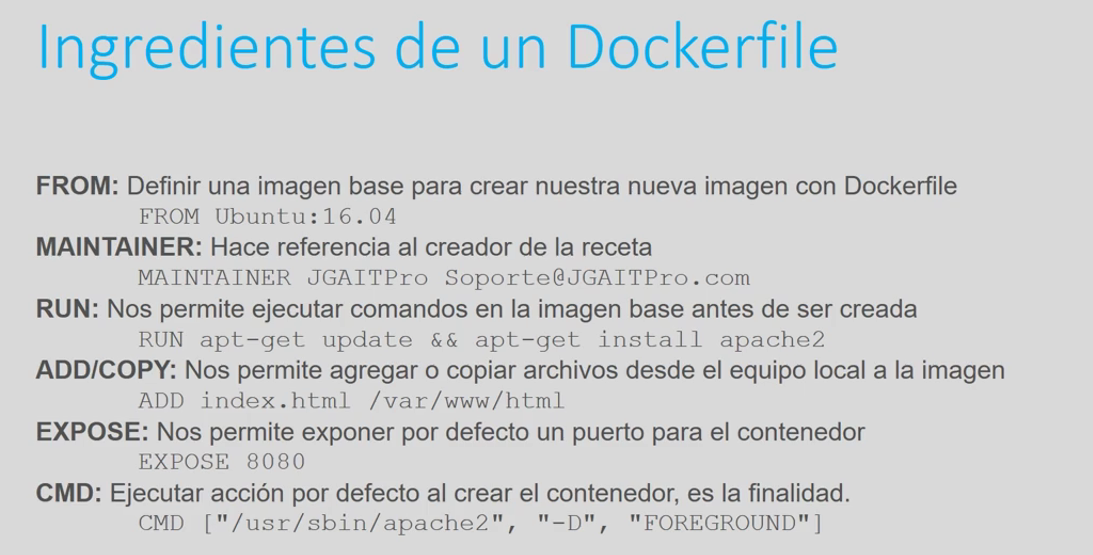 Ingredientes de un Dockerfile
FROM: Definir una imagen base para crear nuestra nueva imagen con Dockerfile
FROM Ubuntu:16.04
MAINTAINER: Hace referencia al creador de la receta
MAINTAINER JGAITPro Soporte@JGAITPro.com
RUN: Nos permite ejecutar comandos en la imagen base antes de ser creada
RUN apt-get update && apt-get install apache2
ADD/COPY: Nos permite agregar o copiar archivos desde el equipo local a la imagen
ADD index.html /var/www/html
EXPOSE: Nos permite exponer por defecto un puerto para el contenedor
EXPOSE 8080
CMD: Ejecutar acción por defecto al crear el contenedor, es la finalidad.
CMD ["/usr/sbin/apache2", "-D", "FOREGROUND"]